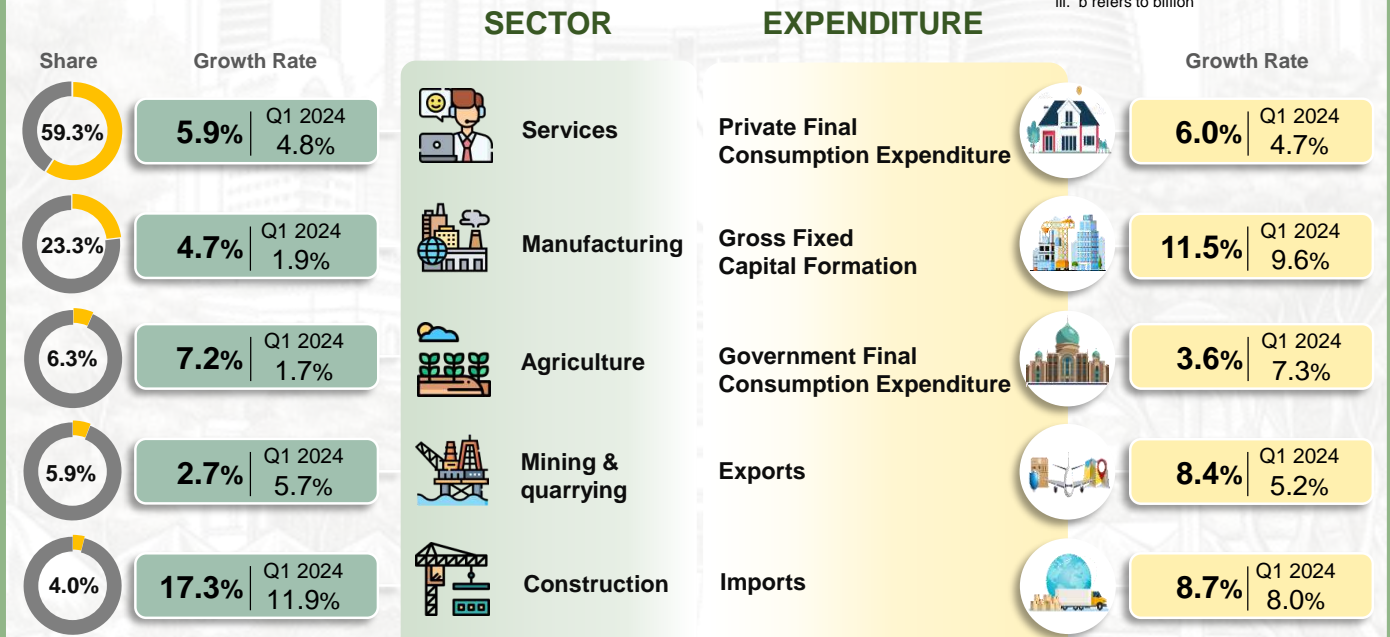 iii. 'b'refers to billion
SECTOR
EXPENDITURE
Share
Growth Rate
Growth Rate
59.3%
5.9%
Q1 2024
4.8%
Services
Private Final
Consumption Expenditure
6.0%
Q1 2024
4.7%
23.3%
4.7%
Q1 2024
1.9%
Manufacturing
Gross Fixed
Capital Formation
11.5%
Q1 2024
9.6%
6.3%
7.2%
Q1 2024
1.7%
Agriculture
Government Final
Consumption Expenditure
3.6%
Q1 2024
7.3%
5.9%
2.7%
Q1 2024
5.7%
Mining &
quarrying
Exports
8.4%
Q1 2024
5.2%
4.0%
17.3%
Q1 2024
11.9%
Construction
Imports
8.7%
Q1 2024
8.0%